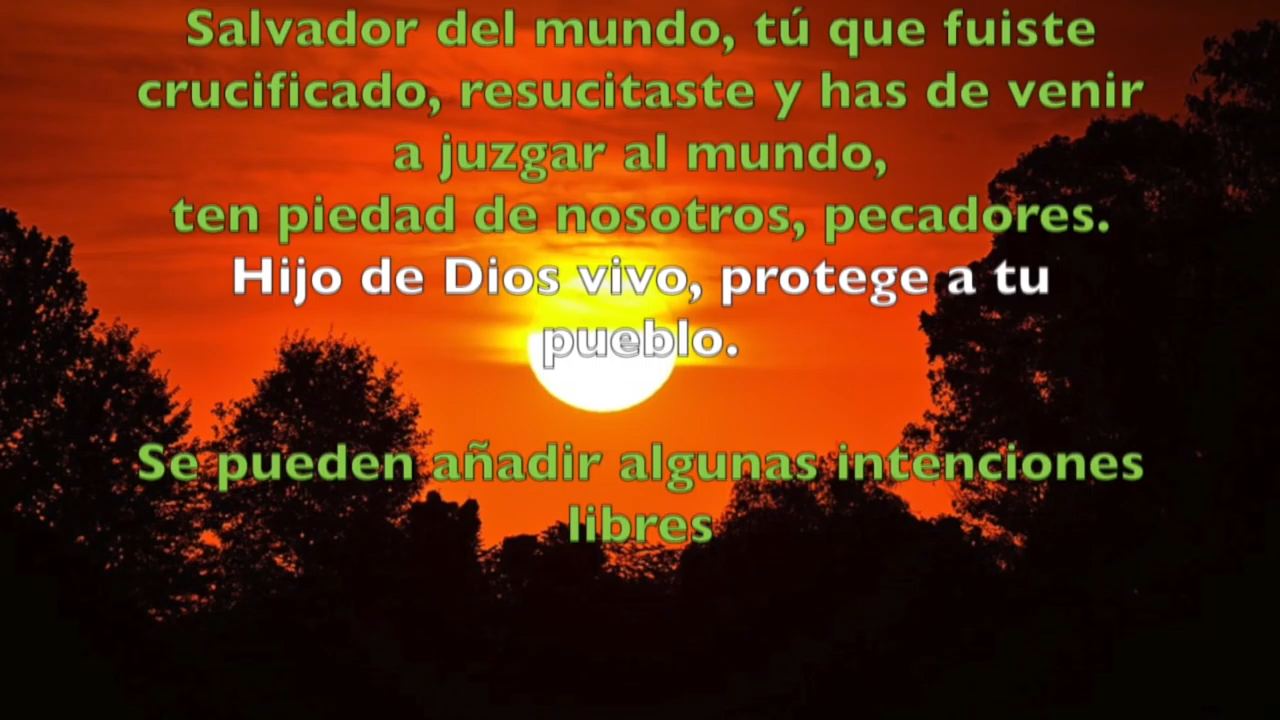 Salvador del mundo, tú que fuiste
crucificado, resucitaste y has de venir
a juzgar al mundo,
ten piedad de nosotros, pecadores.
Hijo de Dios vivo, protege a tu
pueblo.
Se pueden añadir algunas intenciones
libres